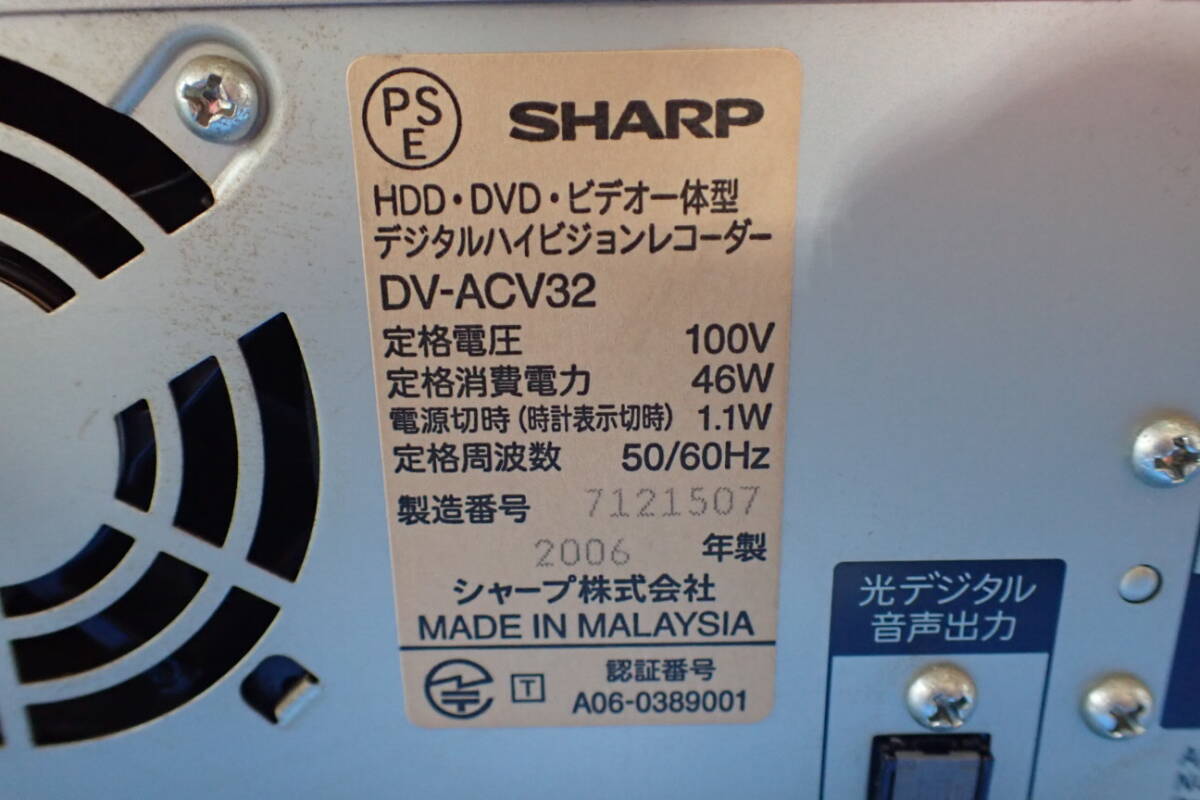 PS
E
SHARP
HDD・DVD・ビデオ一体型
デジタルハイビジョンレコーダー
DV-ACV32
定格電圧 100V
定格消費電力 46W
電源切時(時計表示切時) 1.1W
定格周波数 50/60Hz
製造番号 7121507
2006 年製
シャープ株式会社
MADE IN MALAYSIA
T
認証番号
A06-0389001
光デジタル
音声出力